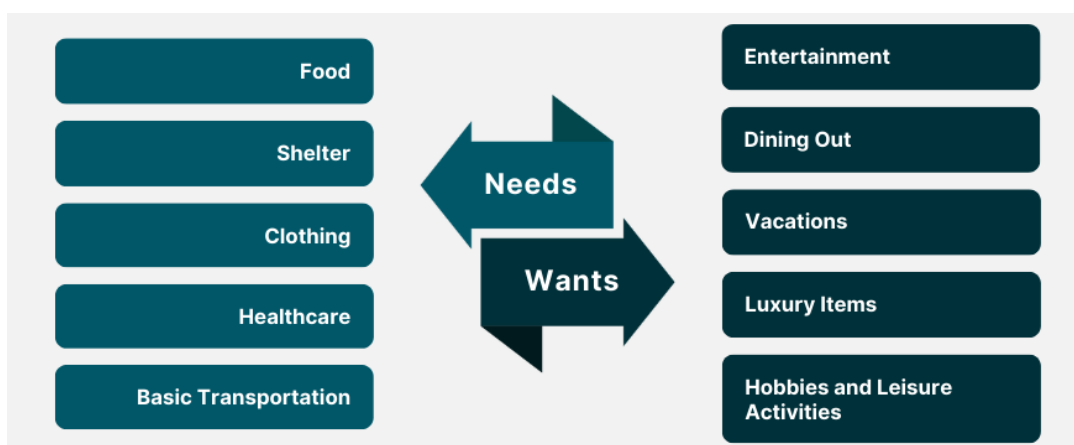 Food
Shelter
Clothing
Healthcare
Basic Transportation
Needs
Wants
Entertainment
Dining Out
Vacations
Luxury Items
Hobbies and Leisure
Activities